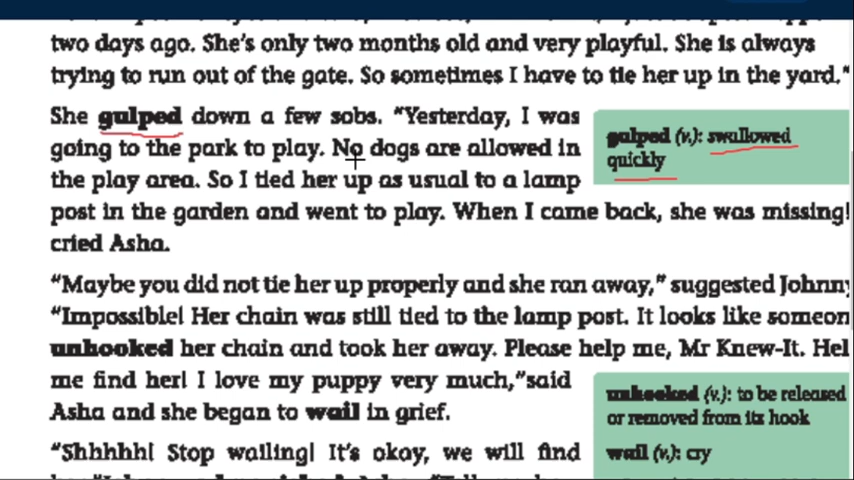 two days ago. She's only two months old and very playful. She is always
trying to run out of the gate. So sometimes I have to tie her up in the yard."
She gulped down a few sobs. "Yesterday, I was
going to the park to play. No dogs are allowed in
the play area. So I tied her up as usual to a lamp
post in the garden and went to play. When I came back, she was missing!
cried Asha.
gulped (v.): swallowed
quickly
"Maybe you did not tie her up properly and she ran away," suggested Johnny
"Impossible! Her chain was still tied to the lamp post. It looks like someon
unhooked her chain and took her away. Please help me, Mr Knew-It. Hel
me find her! I love my puppy very much,"said
Asha and she began to wail in grief.
unhooked (v.): to be released
or removed from its hook
wail (v.): cry
"Shhhhh! Stop wailing! It's okay, we will find